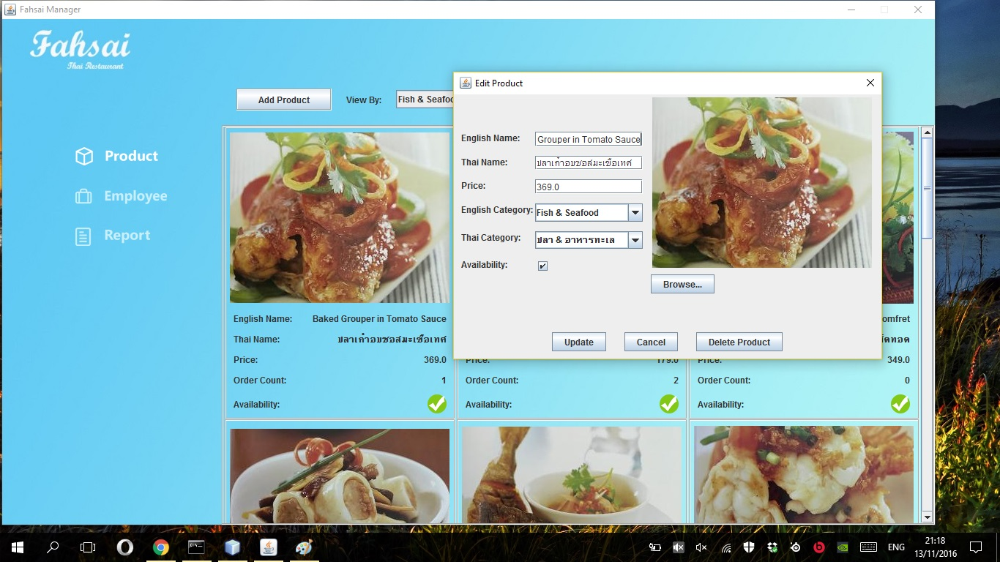 Fahsai Manager
Fahsai
Thai Restaurant
Product
Employee
Report
Add Product
View By:
Fish & Seafoo
Edit Product
English Name:
Grouper in Tomato Sauce
Thai Name:
ปลาเก๋าอบซอสมะเขือเทศ
Price:
369.0
English Category:
Fish & Seafood
Thai Category:
ปลา & อาหารทะเล
Availability:
Browse...
Update
Cancel
Delete Product
English Name: Baked Grouper in Tomato Sauce
Thai Name: ปลาเก๋าอบซอสมะเขือเทศ
Price: 369.0
Order Count: 1
Availability:
Price: 179.0
Order Count: 2
Availability:
omfret
ทอด
Price: 349.0
Order Count: 0
Availability:
ENG
21:18
13/11/2016